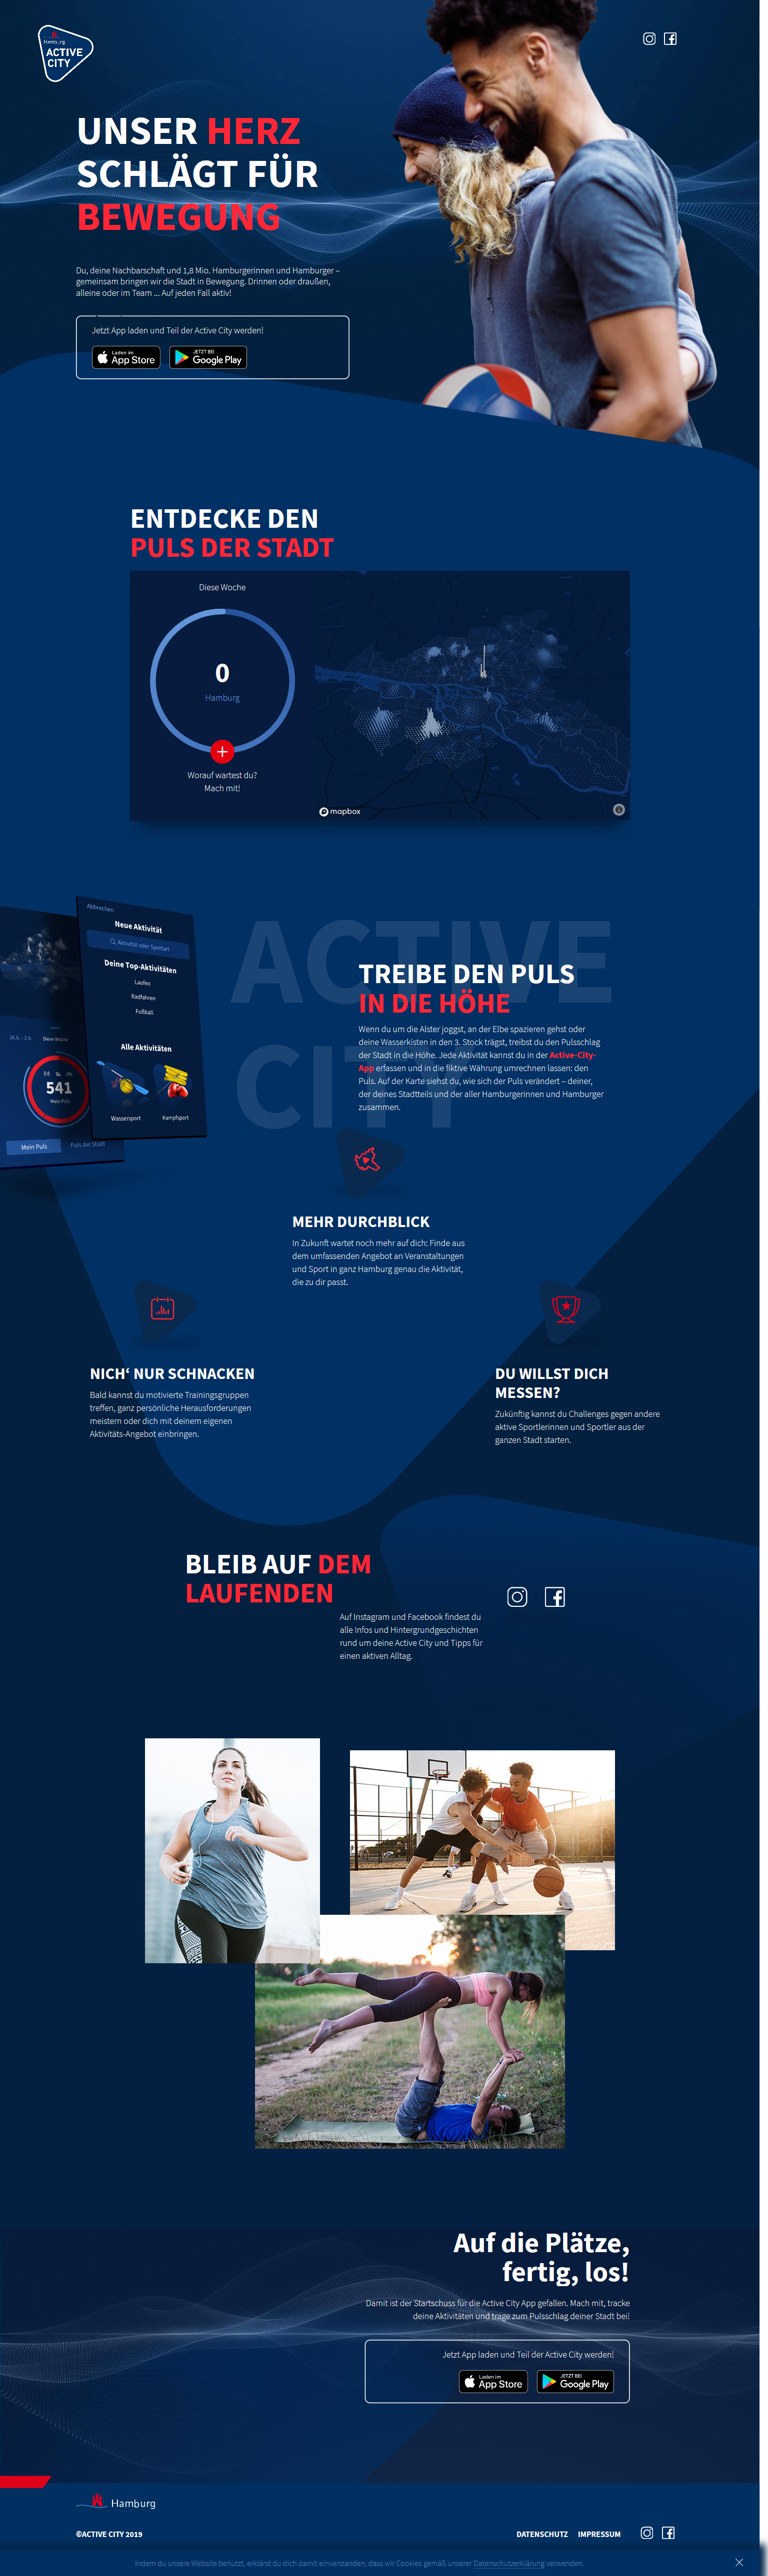 Hamburg
ACTIVE
CITY
UNSER HERZ
SCHLÄGT FÜR
BEWEGUNG
Du, deine Nachbarschaft und 1,8 Mio. Hamburgerinnen und Hamburger –
gemeinsam bringen wir die Stadt in Bewegung. Drinnen oder draußen,
alleine oder im Team ... Auf jeden Fall aktiv!
Jetzt App laden und Teil der Active City werden!
Laden im
App Store
JETZT BEI
Google Play
ENTDECKE DEN
PULS DER STADT
Diese Woche
0
Hamburg
Worauf wartest du?
Mach mit!
mapbox
Abbrechen
Neue Aktivität
Aktivität oder Sportart
Deine Top-Aktivitäten
Laufen
Radfahren
Fußball
Alle Aktivitäten
Wassersport
Kampfsport
26.8. - 2.9.
Diese Woche
541
Mein Puls
Mein Puls
Puls der Stadt
ACTIVE
CITY
TREIBE DEN PULS
IN DIE HÖHE
Wenn du um die Alster joggst, an der Elbe spazieren gehst oder
deine Wasserkisten in den 3. Stock trägst, treibst du den Pulsschlag
der Stadt in die Höhe. Jede Aktivität kannst du in der Active-City-
App erfassen und in die fiktive Währung umrechnen lassen: den
Puls. Auf der Karte siehst du, wie sich der Puls verändert – deiner,
der deines Stadtteils und der aller Hamburgerinnen und Hamburger
zusammen.
MEHR DURCHBLICK
In Zukunft wartet noch mehr auf dich: Finde aus
dem umfassenden Angebot an Veranstaltungen
und Sport in ganz Hamburg genau die Aktivität,
die zu dir passt.
NICH‘ NUR SCHNACKEN
Bald kannst du motivierte Trainingsgruppen
treffen, ganz persönliche Herausforderungen
meistern oder dich mit deinem eigenen
Aktivitäts-Angebot einbringen.
DU WILLST DICH
MESSEN?
Zukünftig kannst du Challenges gegen andere
aktive Sportlerinnen und Sportler aus der
ganzen Stadt starten.
BLEIB AUF DEM
LAUFENDEN
Auf Instagram und Facebook findest du
alle Infos und Hintergrundgeschichten
rund um deine Active City und Tipps für
einen aktiven Alltag.
Auf die Plätze,
fertig, los!
Damit ist der Startschuss für die Active City App gefallen. Mach mit, tracke
deine Aktivitäten und trage zum Pulsschlag deiner Stadt bei!
Jetzt App laden und Teil der Active City werden!
Laden im
App Store
JETZT BEI
Google Play
Hamburg
©ACTIVE CITY 2019
DATENSCHUTZ
IMPRESSUM
Indem du unsere Website benutzt, erklärst du dich damit einverstanden, dass wir Cookies gemäß unserer Datenschutzerklärung verwenden.